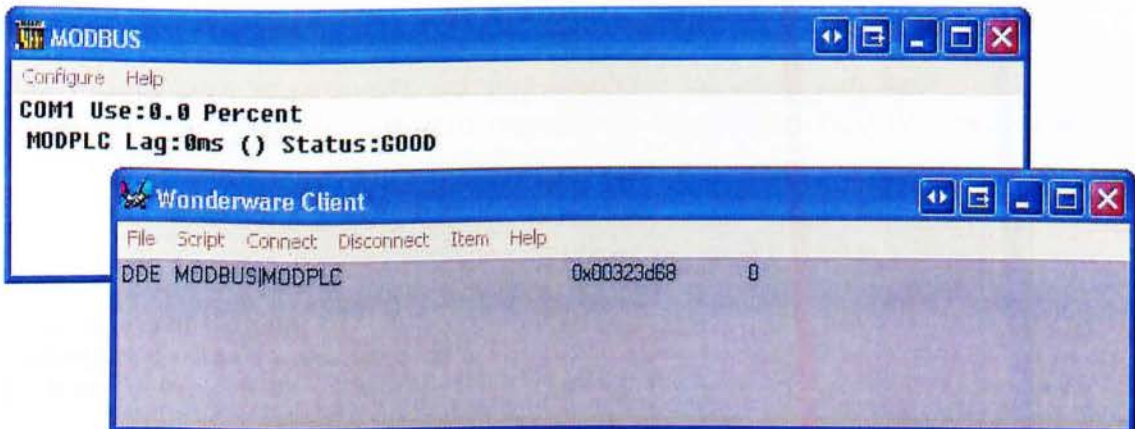 MODBUS
Configure Help
COM1 Use:0.0 Percent
MODPLC Lag:0ms () Status:GOOD
Wonderware Client
File Script Connect Disconnect Item Help
DDE MODBUS|MODPLC 0x00323d68 0